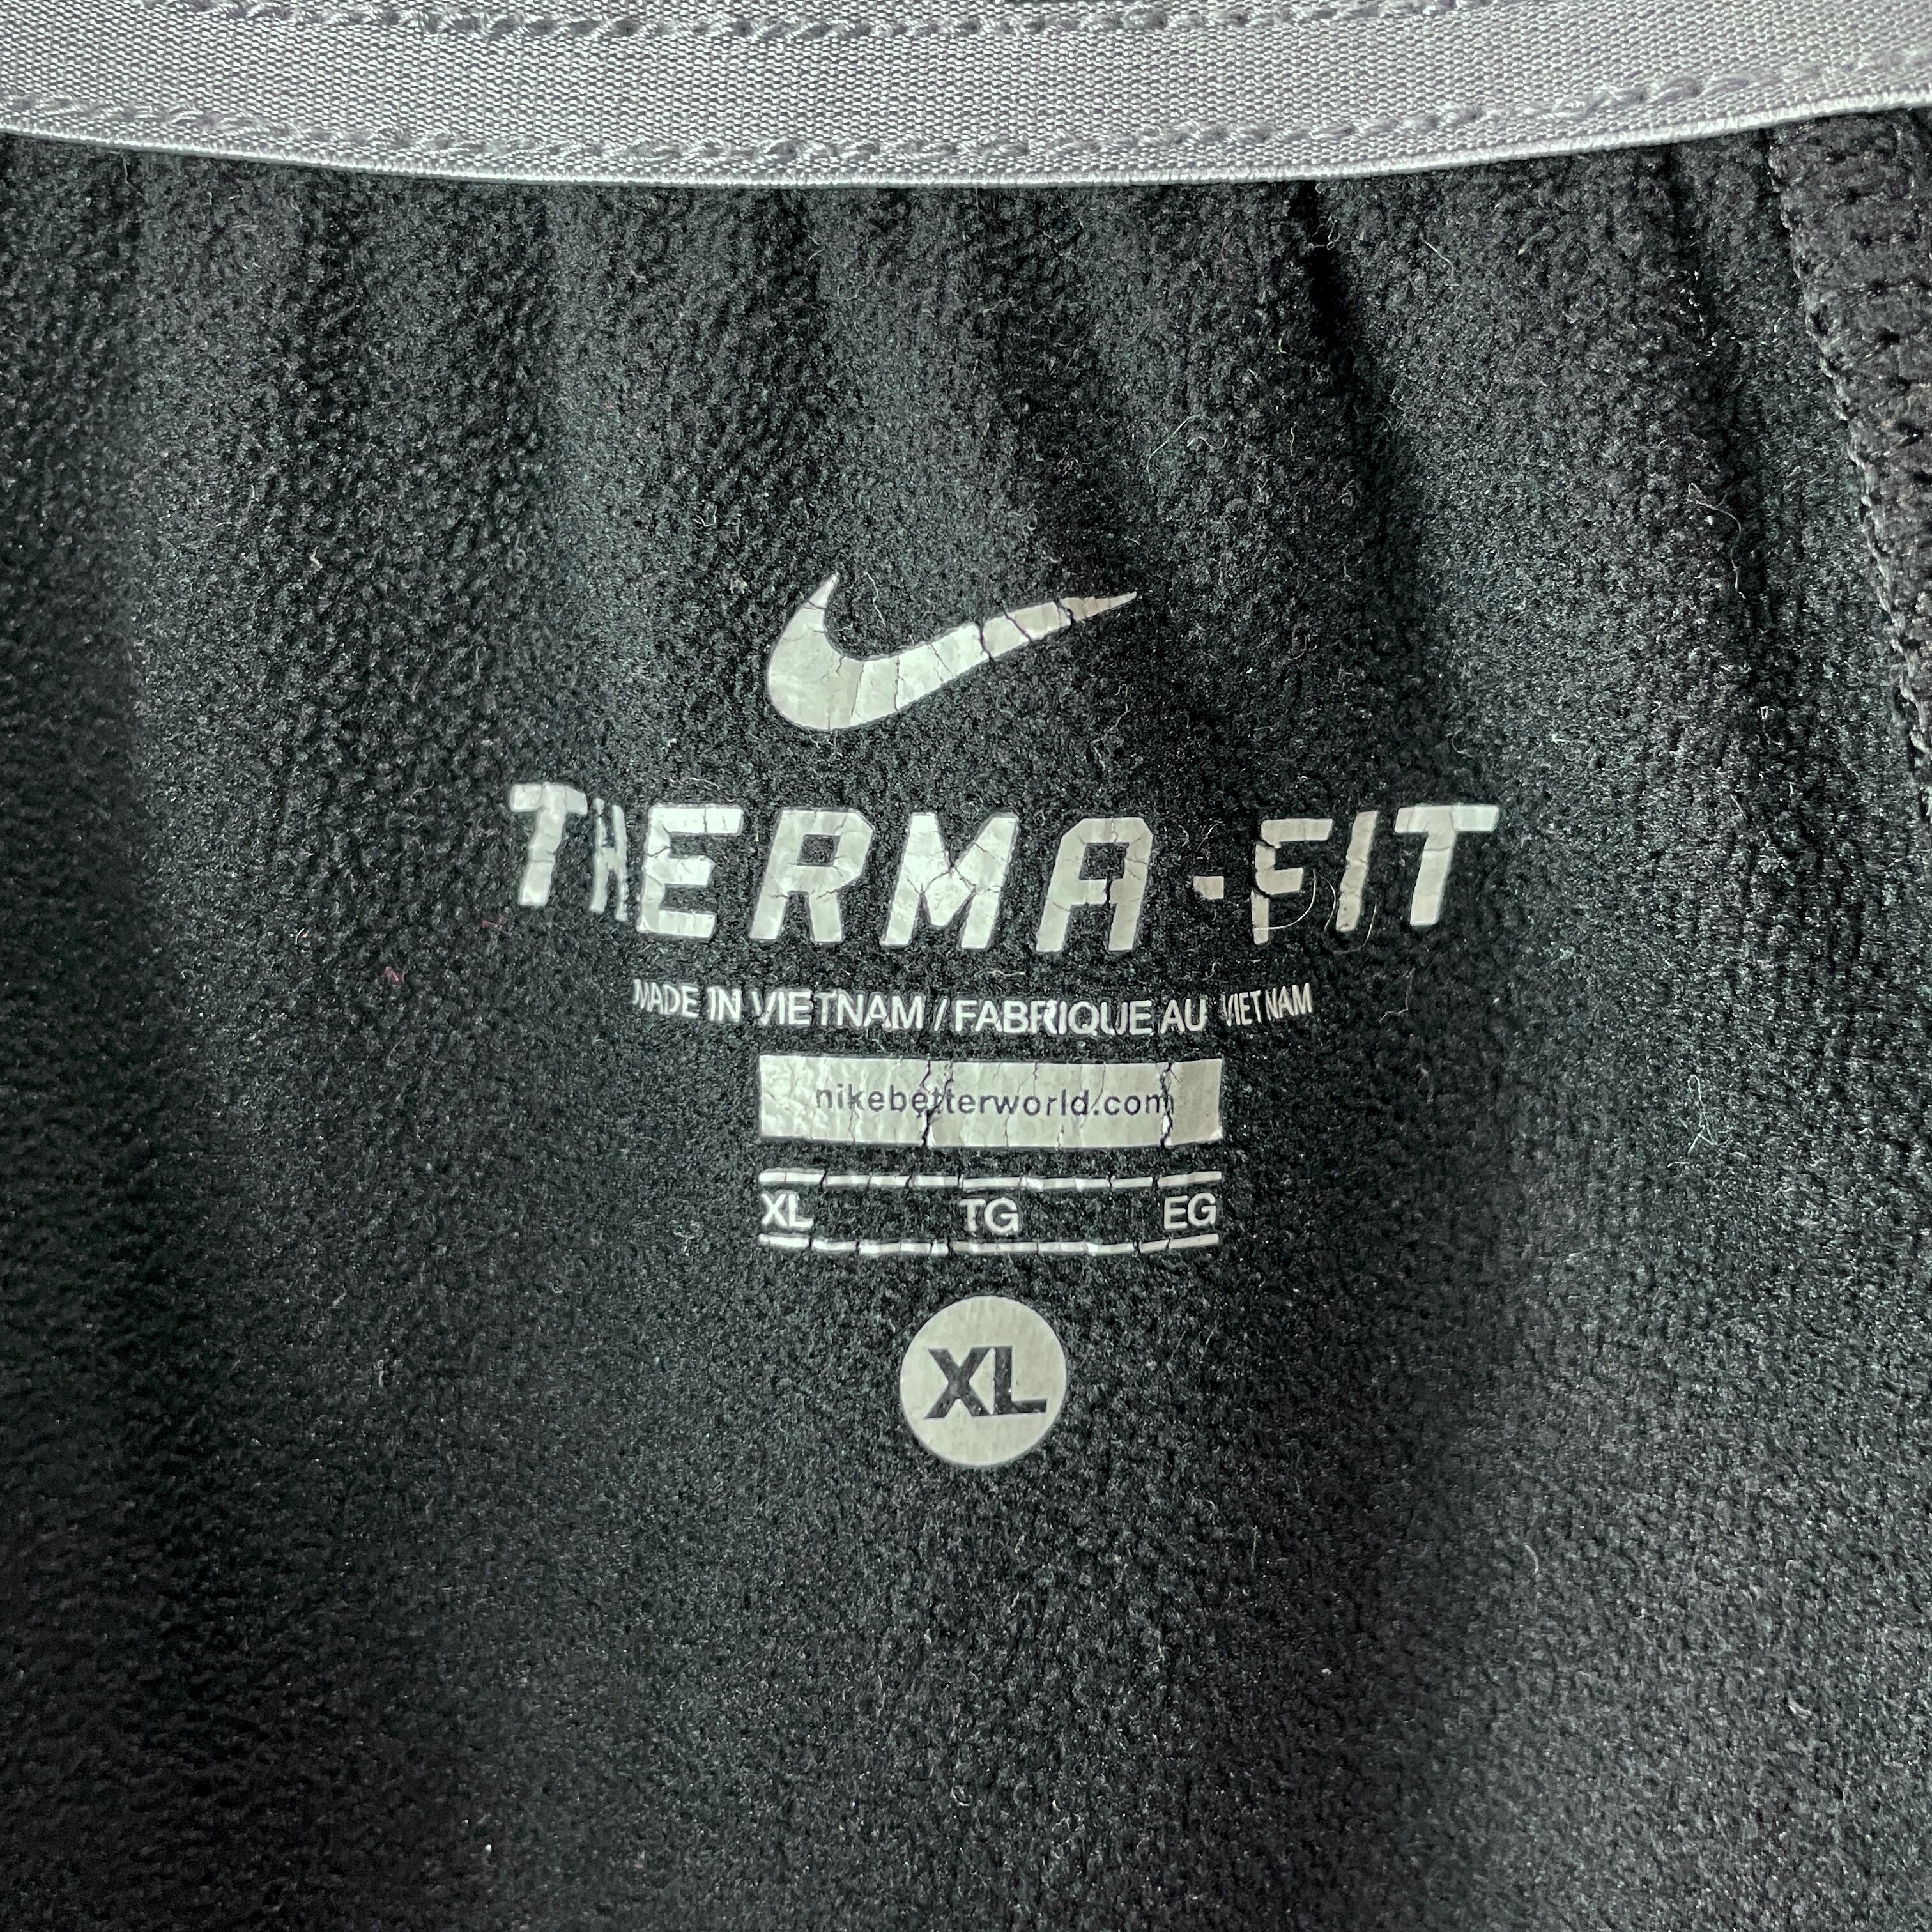 THERMA-FIT
MADE IN VIETNAM / FABRIQUE AU VIETNAM
nikebetterworld.com
XL TG EG
XL